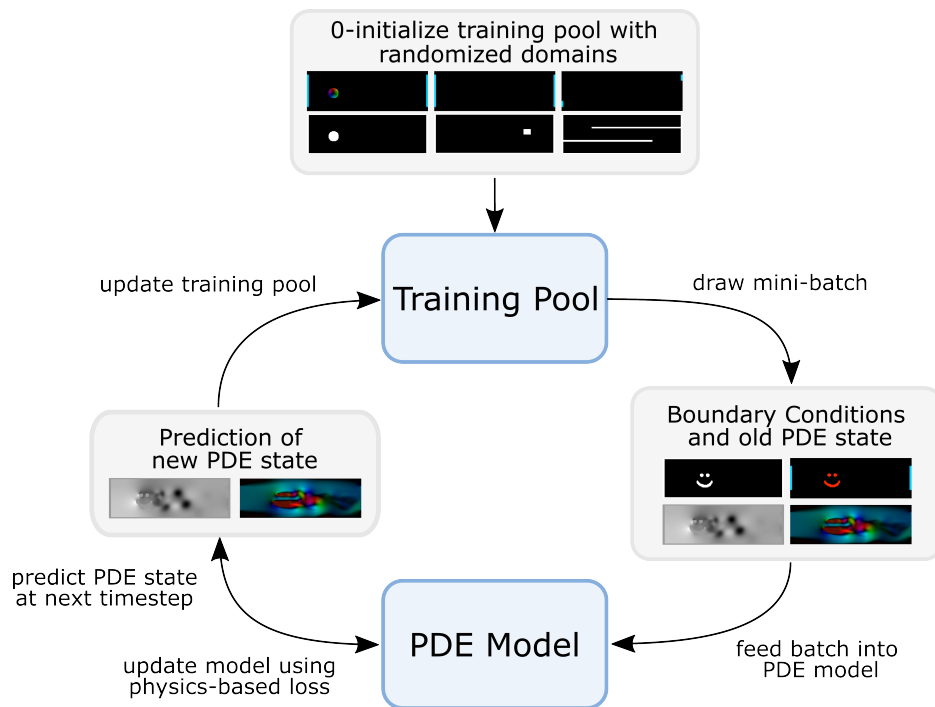 0-initialize training pool with
randomized domains
update training pool
Training Pool
draw mini-batch
Boundary Conditions
and old PDE state
Prediction of
new PDE state
predict PDE state
at next timestep
update model using
physics-based loss
PDE Model
feed batch into
PDE model